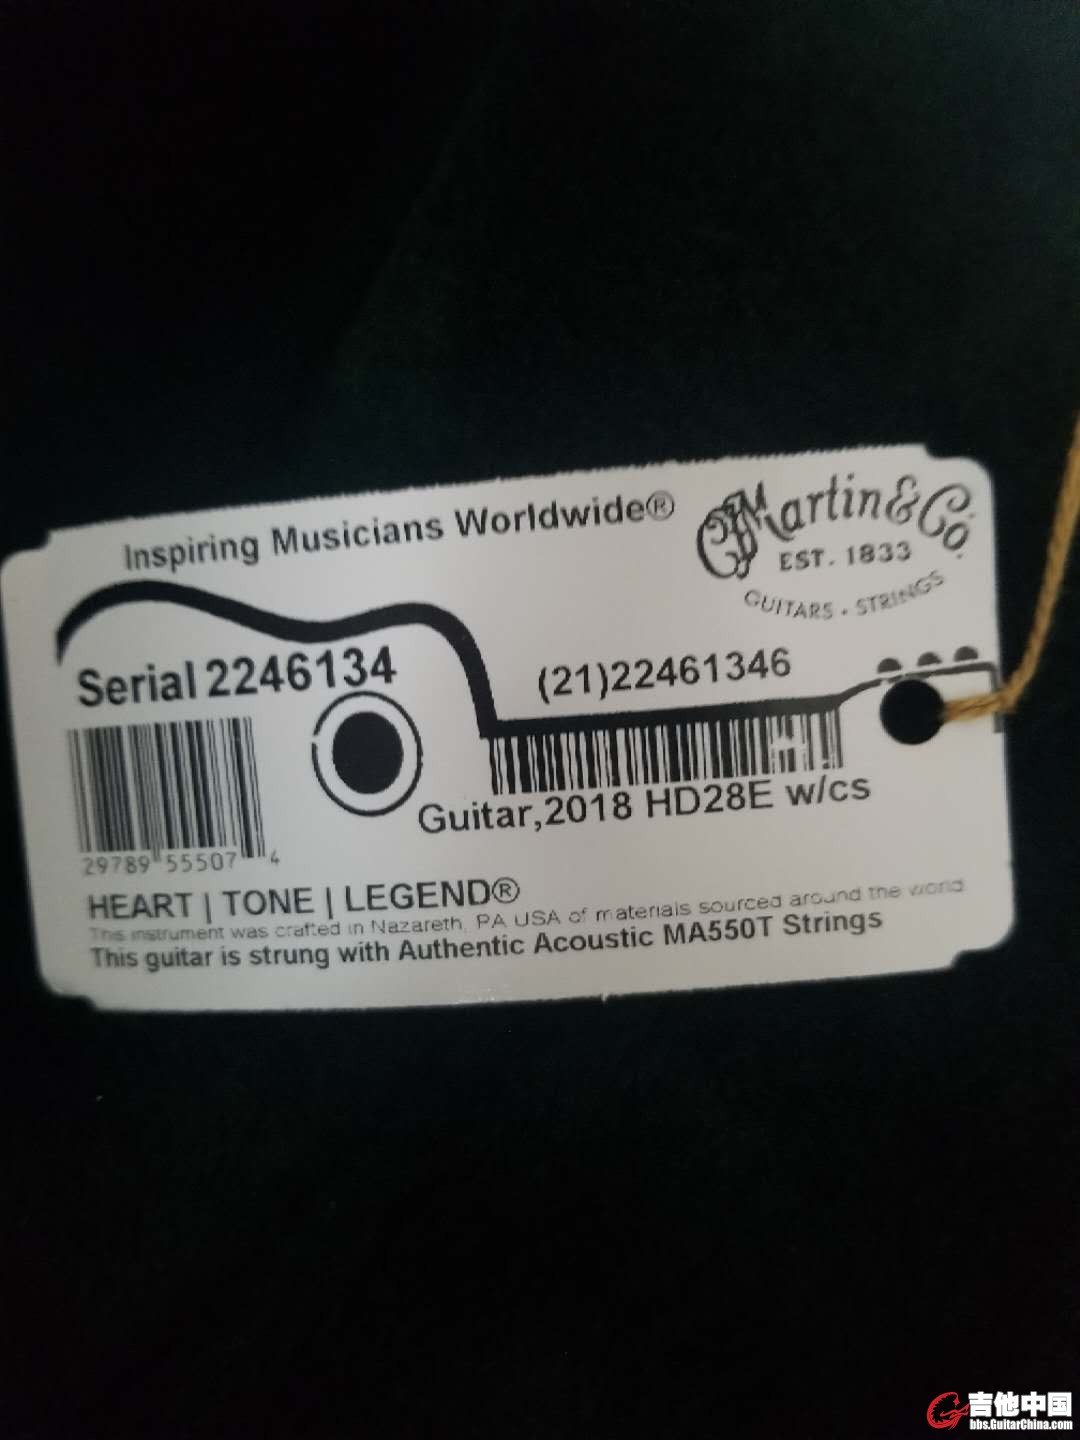 Inspiring Musicians Worldwide®
CF Martin & Co.
EST. 1833
GUITARS · STRINGS
Serial 2246134
(21)22461346
Guitar,2018 HD28E w/cs
29789 55507 4
HEART | TONE | LEGEND®
This instrument was crafted in Nazareth, PA USA of materials sourced around the world.
This guitar is strung with Authentic Acoustic MA550T Strings
吉他中国
bbs.GuitarChina.com